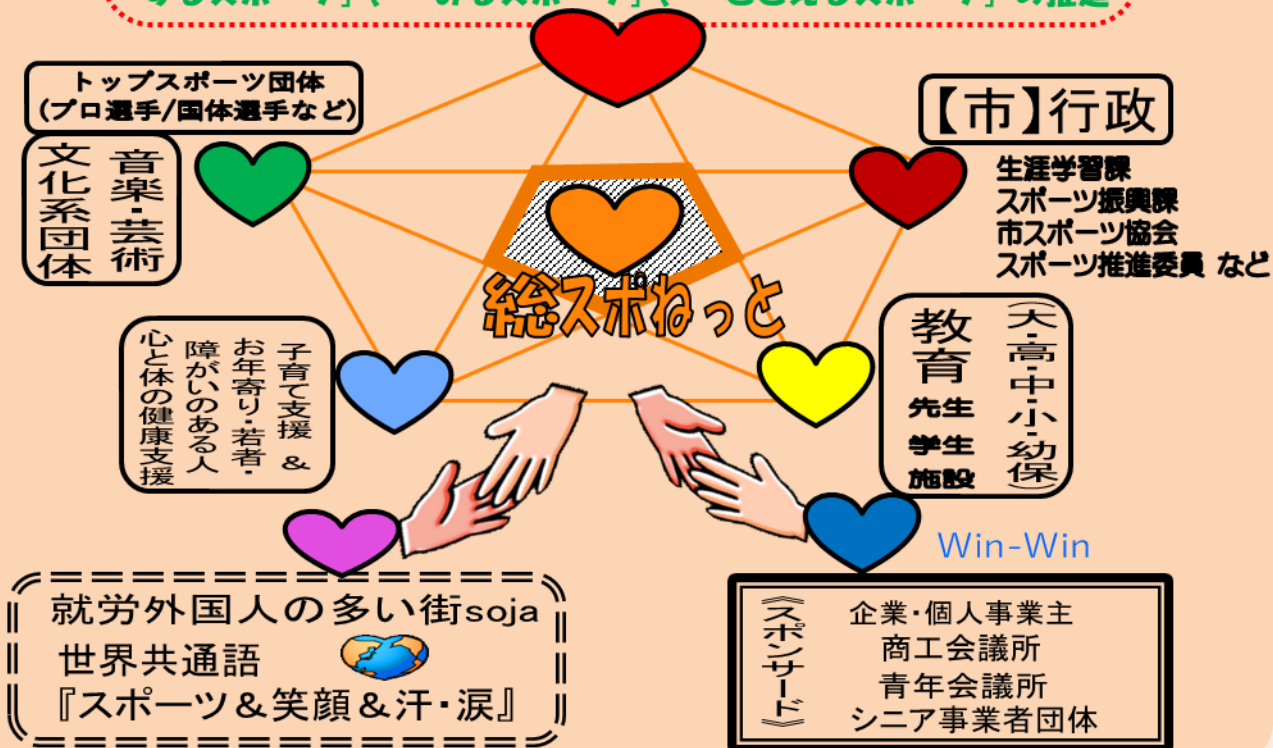 トップスポーツ団体
(プロ選手/国体選手など)
音楽・芸術
文化系団体
【市】行政
生涯学習課
スポーツ振興課
市スポーツ協会
スポーツ推進委員 など
総スポねっと
子育て支援 &
お年寄り・若者・
障がいのある人
心と体の健康支援
(大・高・中・小・幼保)
教育
先生
学生
施設
Win-Win
就労外国人の多い街soja
世界共通語
『スポーツ&笑顔&汗・涙』
《スポンサード》
企業・個人事業主
商工会議所
青年会議所
シニア事業者団体